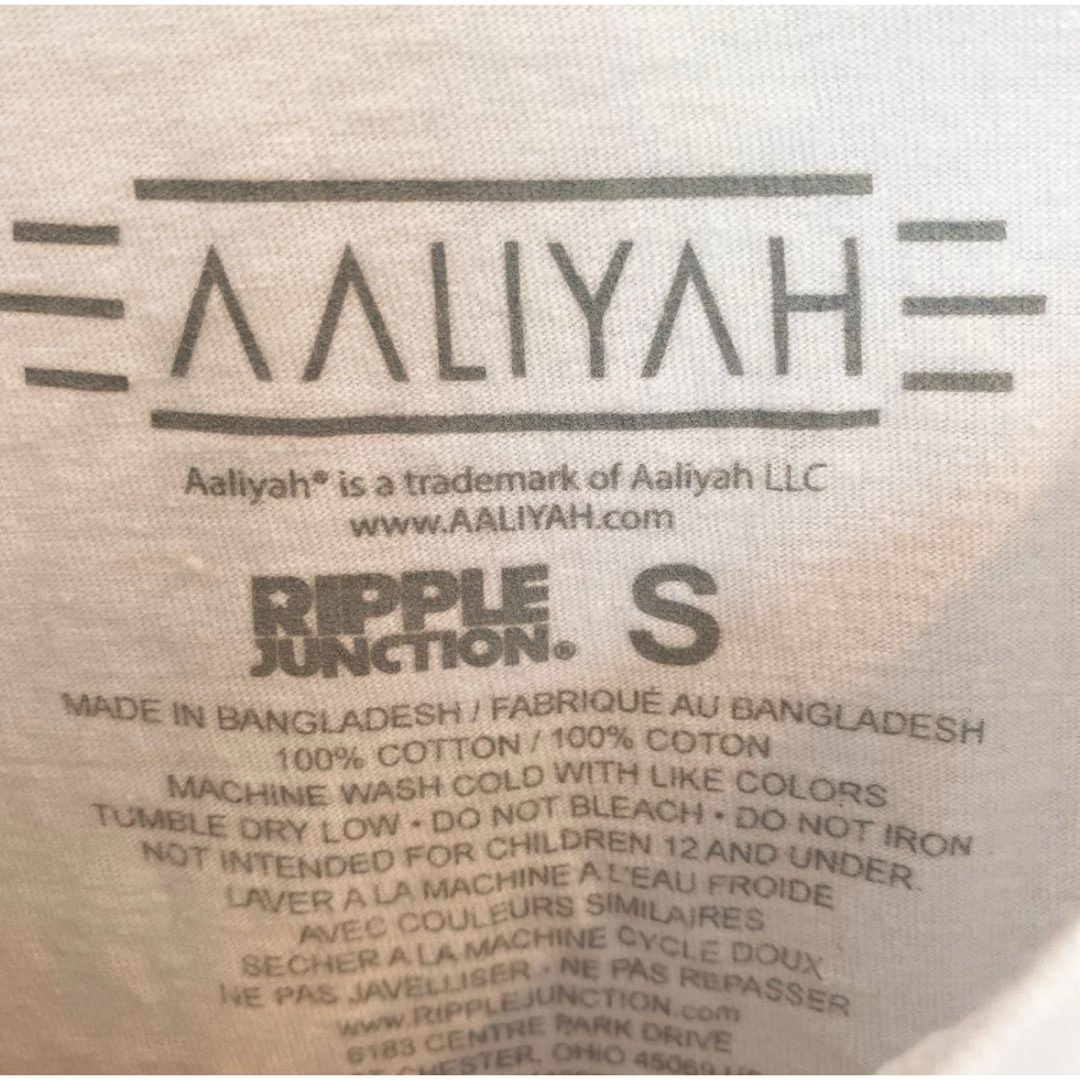 AALIYAH
Aaliyah® is a trademark of Aaliyah LLC
www.AALIYAH.com
RIPPLE
JUNCTION® S
MADE IN BANGLADESH / FABRIQUÉ AU BANGLADESH
100% COTTON / 100% COTON
MACHINE WASH COLD WITH LIKE COLORS
TUMBLE DRY LOW • DO NOT BLEACH • DO NOT IRON
NOT INTENDED FOR CHILDREN 12 AND UNDER.
LAVER A LA MACHINE A L'EAU FROIDE
AVEC COULEURS SIMILAIRES
SECHER A LA MACHINE CYCLE DOUX
NE PAS JAVELLISER • NE PAS REPASSER
www.RIPPLEJUNCTION.com
6183 CENTRE PARK DRIVE
OHIO 45069